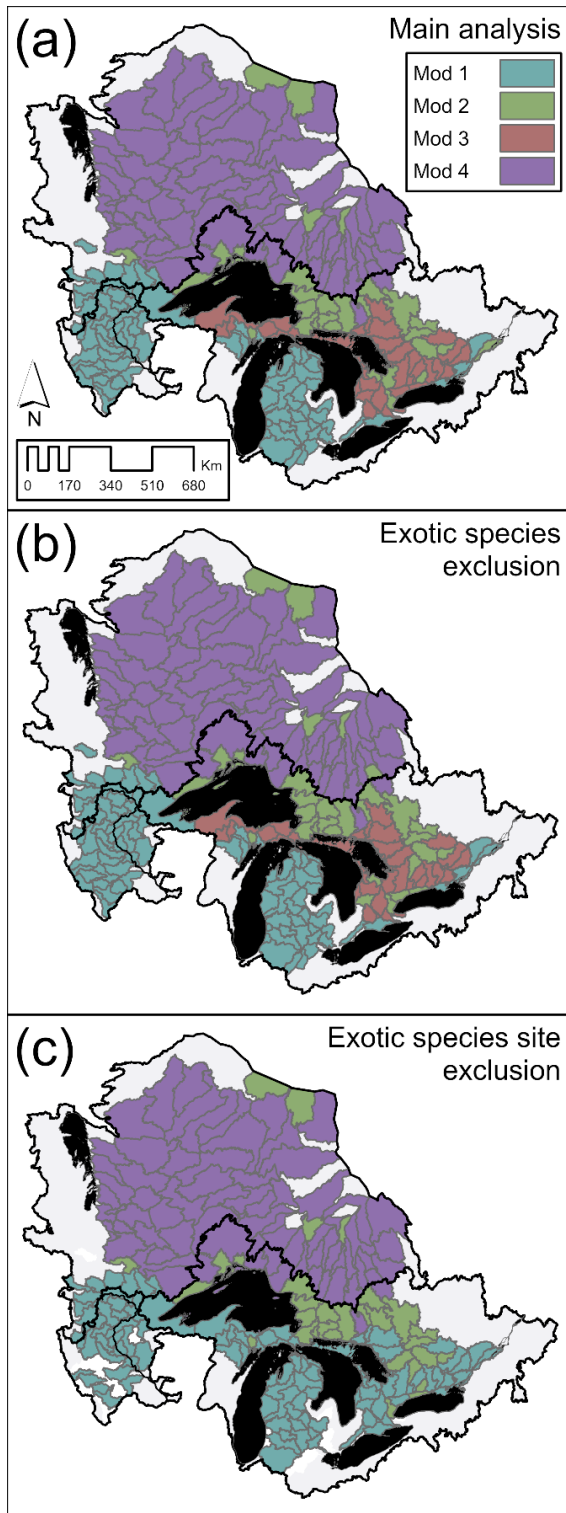 (a)
Main analysis
Mod 1
Mod 2
Mod 3
Mod 4
N
Km
0 170 340 510 680
(b)
Exotic species
exclusion
(c)
Exotic species site
exclusion